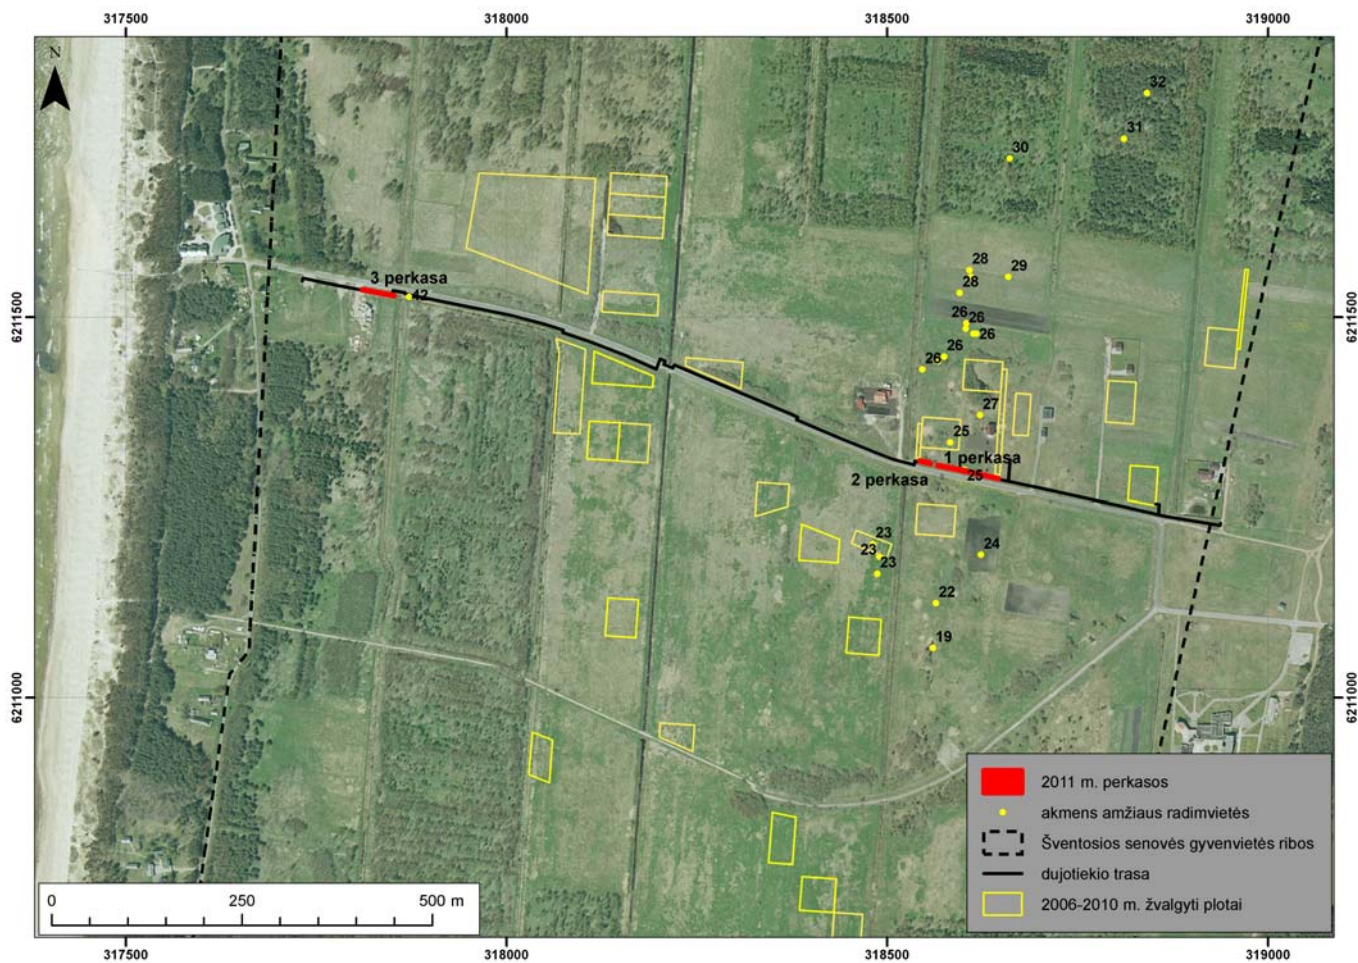 317500 318000 318500 319000
N
32
31
30
28 29
28
3 perkasa
42
6211500 6211500
26
26
26
26
26
27
25
1 perkasa
25
2 perkasa
23
23
23
24
22
19
6211000 6211000
2011 m. perkasos
akmens amžiaus radimvietės
Šventosios senovės gyvenvietės ribos
dujotiekio trasa
2006-2010 m. žvalgyti plotai
0 250 500 m
317500 318000 318500 319000